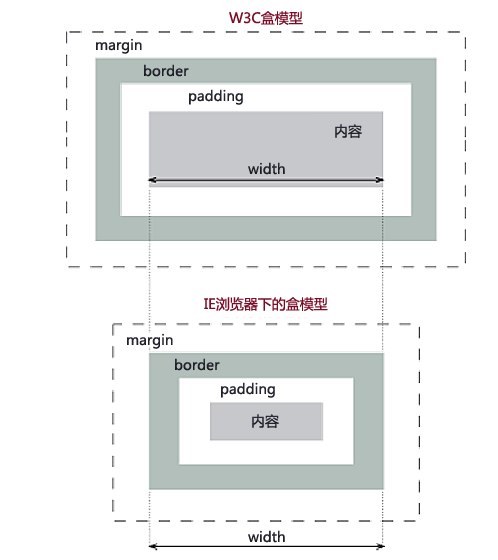 W3C盒模型
margin
border
padding
内容
width
IE浏览器下的盒模型
margin
border
padding
内容
width